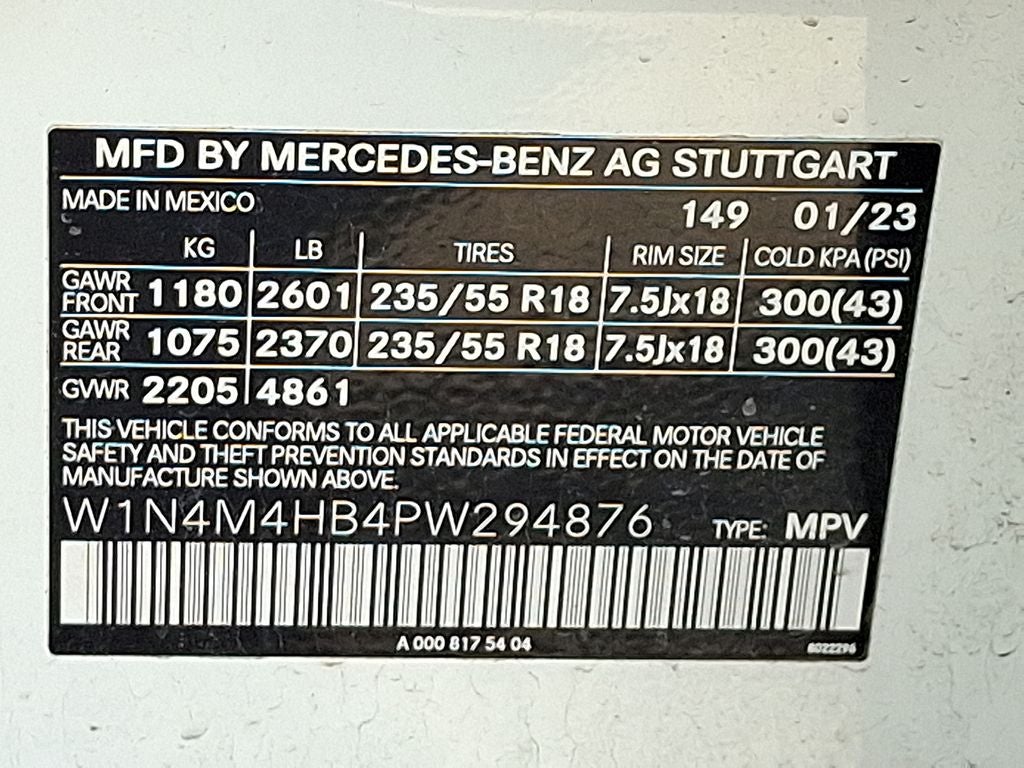 MFD BY MERCEDES-BENZ AG STUTTGART
MADE IN MEXICO 149 01/23
KG LB TIRES RIM SIZE COLD KPA (PSI)
GAWR FRONT 1180 2601 235/55 R18 7.5Jx18 300(43)
GAWR REAR 1075 2370 235/55 R18 7.5Jx18 300(43)
GVWR 2205 4861
THIS VEHICLE CONFORMS TO ALL APPLICABLE FEDERAL MOTOR VEHICLE
SAFETY AND THEFT PREVENTION STANDARDS IN EFFECT ON THE DATE OF
MANUFACTURE SHOWN ABOVE.
W1N4M4HB4PW294876 TYPE: MPV
A 000 817 54 04